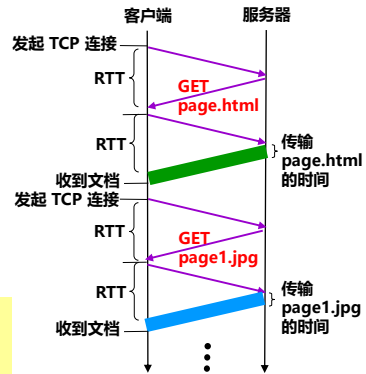 客户端
服务器
发起 TCP 连接
RTT
GET
page.html
RTT
传输
page.html
的时间
收到文档
发起 TCP 连接
RTT
GET
page1.jpg
RTT
传输
page1.jpg
的时间
收到文档